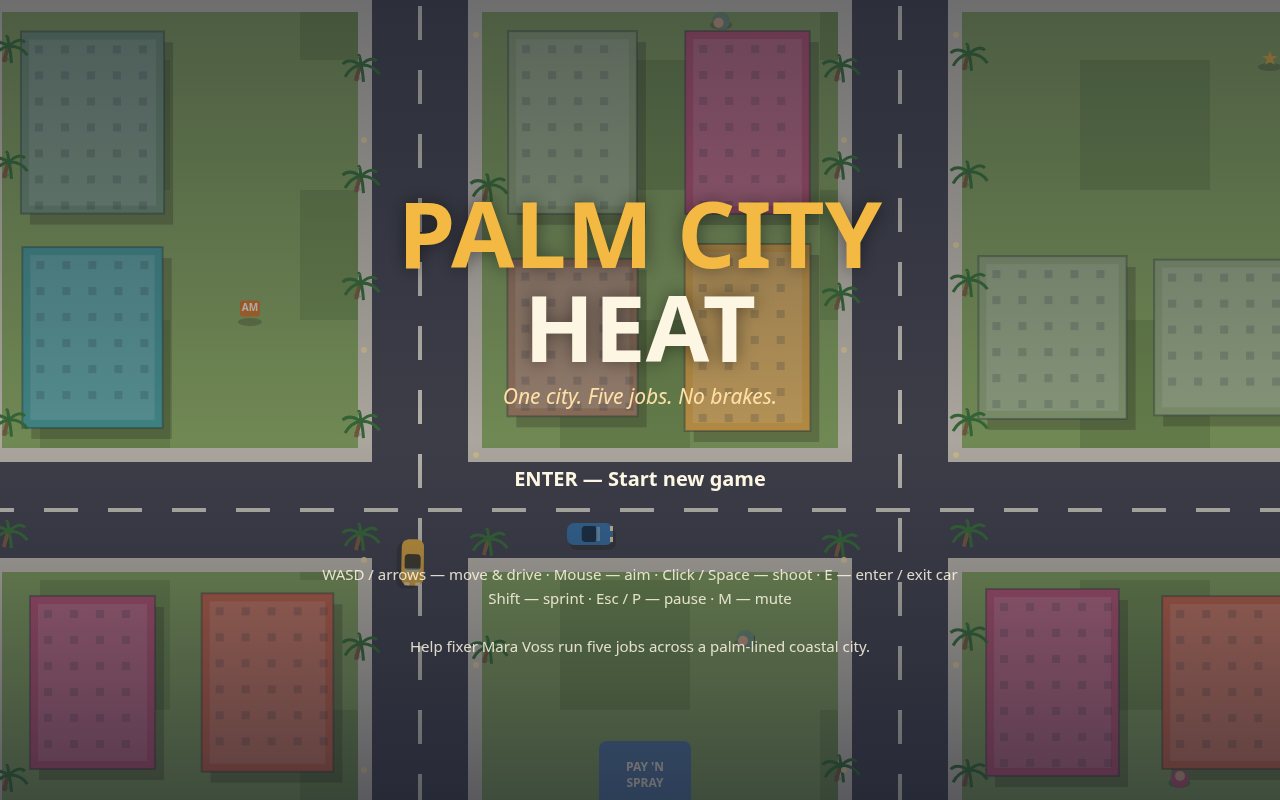 AM
PALM CITY
HEAT
One city. Five jobs. No brakes.
ENTER — Start new game
WASD / arrows — move & drive · Mouse — aim · Click / Space — shoot · E — enter / exit car
Shift — sprint · Esc / P — pause · M — mute
Help fixer Mara Voss run five jobs across a palm-lined coastal city.
PAY 'N
SPRAY